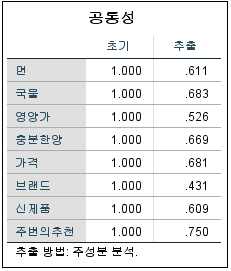 공통성
초기 추출
면 1.000 .611
국물 1.000 .683
영양가 1.000 .526
충분한양 1.000 .669
가격 1.000 .681
브랜드 1.000 .431
신제품 1.000 .609
주변의추천 1.000 .750
추출 방법: 주성분 분석.